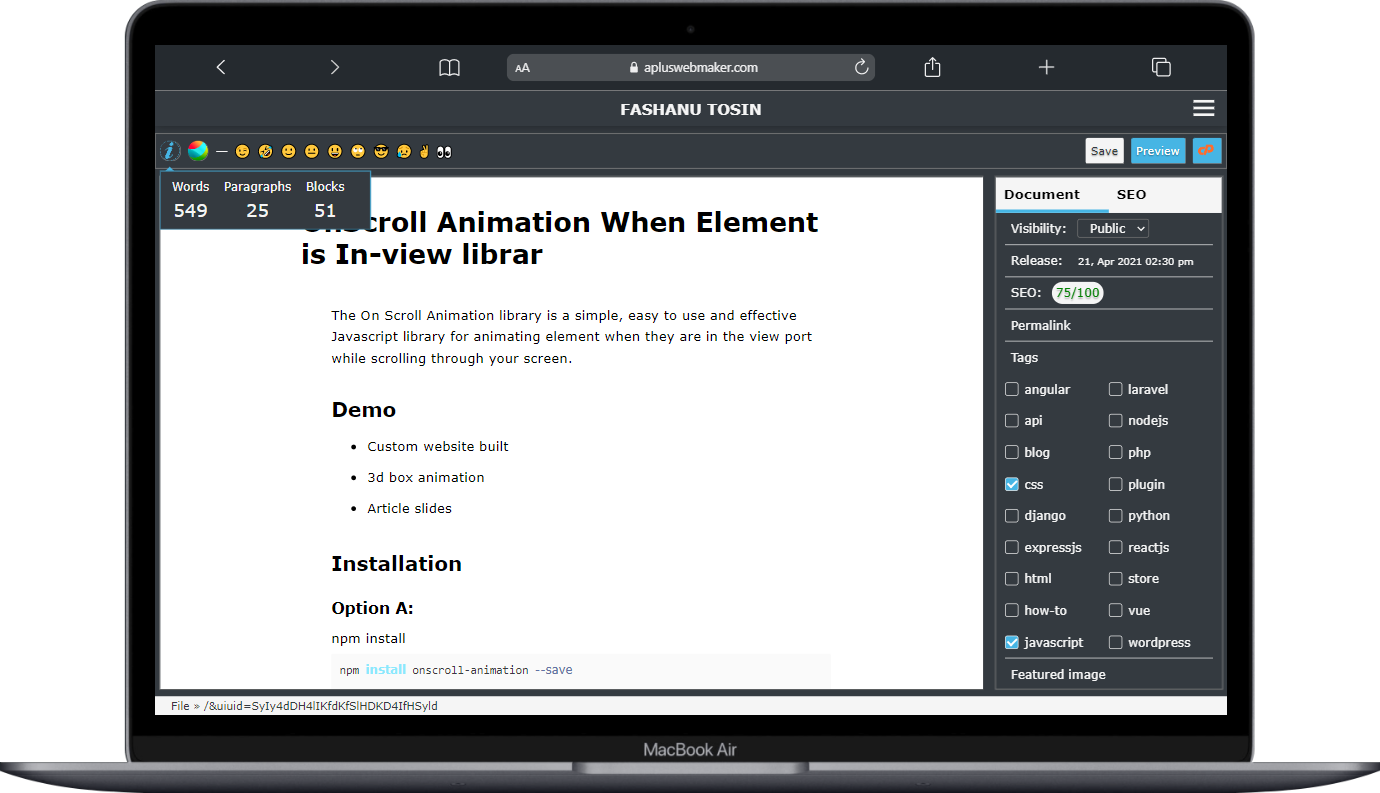 AA apluswebmaker.com
FASHANU TOSIN
i 😉 🤣 🙂 😐 😃 🙄 😎 😥 ✌ 👀 Save Preview
Words Paragraphs Blocks
549 25 51
Scroll Animation When Element
is In-view librar
The On Scroll Animation library is a simple, easy to use and effective
Javascript library for animating element when they are in the view port
while scrolling through your screen.
Demo
• Custom website built
• 3d box animation
• Article slides
Installation
Option A:
npm install
npm install onscroll-animation --save
Document SEO
Visibility: Public
Release: 21, Apr 2021 02:30 pm
SEO: 75/100
Permalink
Tags
angular laravel
api nodejs
blog php
css plugin
django python
expressjs reactjs
html store
how-to vue
javascript wordpress
Featured image
File » /&uiuid=SyIy4dDH4lIKfdKfSlHDKD4IfHSyld
MacBook Air